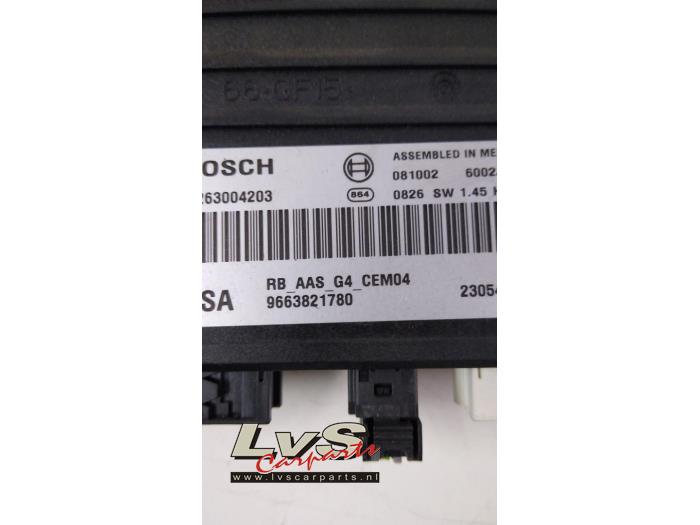 66-GF15
OSCH
ASSEMBLED IN ME
081002 6002
263004203
864
0826 SW 1.45
RB_AAS_G4_CEM04
SA
9663821780
23054
LvS
Carparts
www.lvscarparts.nl